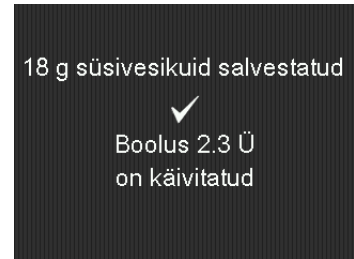 18 g süsivesikuid salvestatud
Boolus 2.3 Ü
on käivitatud